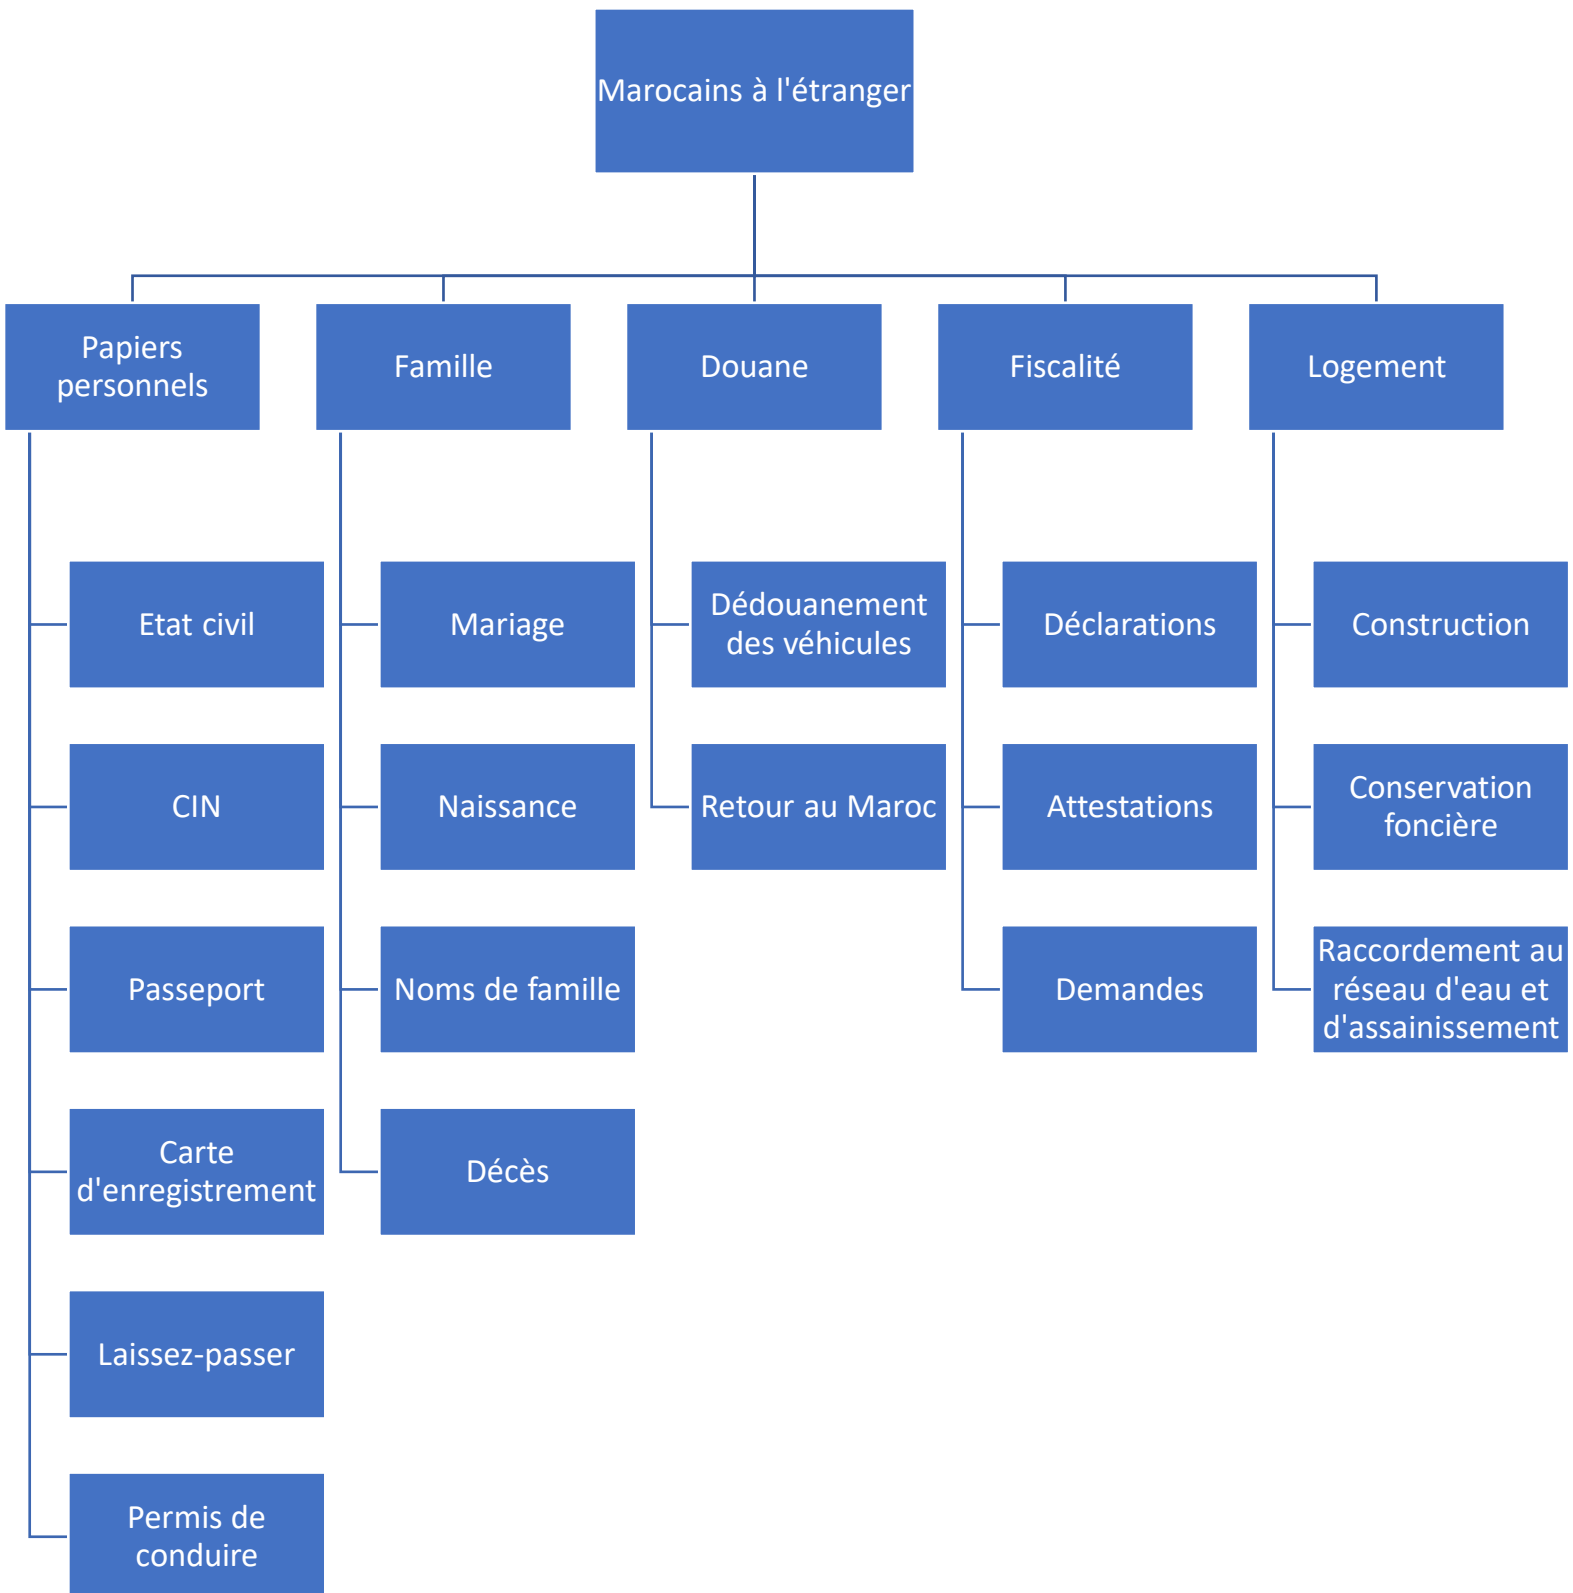 Marocains à l'étranger
Papiers
personnels
Famille
Douane
Fiscalité
Logement
Etat civil
CIN
Passeport
Carte
d'enregistrement
Laissez-passer
Permis de
conduire
Mariage
Naissance
Noms de famille
Décès
Dédouanement
des véhicules
Retour au Maroc
Déclarations
Attestations
Demandes
Construction
Conservation
foncière
Raccordement au
réseau d'eau et
d'assainissement